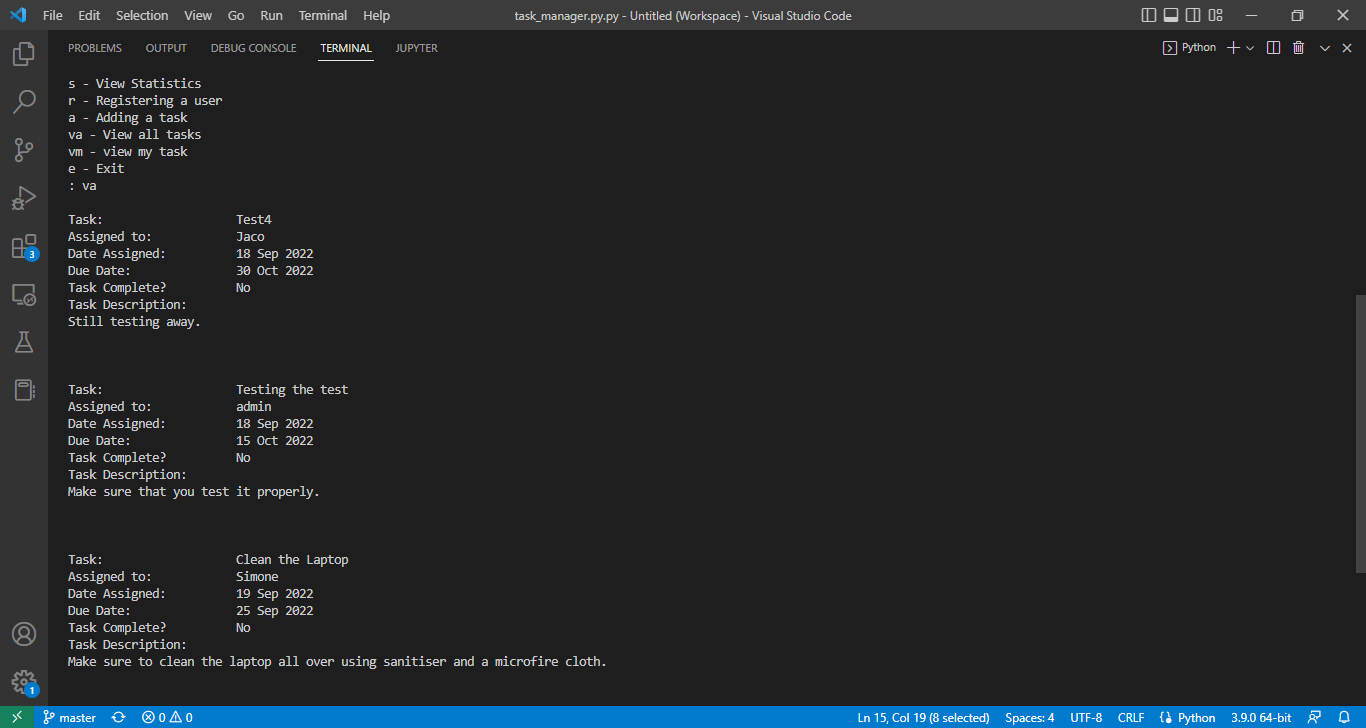 File Edit Selection View Go Run Terminal Help
task_manager.py.py - Untitled (Workspace) - Visual Studio Code
PROBLEMS OUTPUT DEBUG CONSOLE TERMINAL JUPYTER
Python
s - View Statistics
r - Registering a user
a - Adding a task
va - View all tasks
vm - view my task
e - Exit
: va
Task: Test4
Assigned to: Jaco
Date Assigned: 18 Sep 2022
Due Date: 30 Oct 2022
Task Complete? No
Task Description:
Still testing away.
Task: Testing the test
Assigned to: admin
Date Assigned: 18 Sep 2022
Due Date: 15 Oct 2022
Task Complete? No
Task Description:
Make sure that you test it properly.
Task: Clean the Laptop
Assigned to: Simone
Date Assigned: 19 Sep 2022
Due Date: 25 Sep 2022
Task Complete? No
Task Description:
Make sure to clean the laptop all over using sanitiser and a microfire cloth.
3
1
master 0 0 Ln 15, Col 19 (8 selected) Spaces: 4 UTF-8 CRLF Python 3.9.0 64-bit